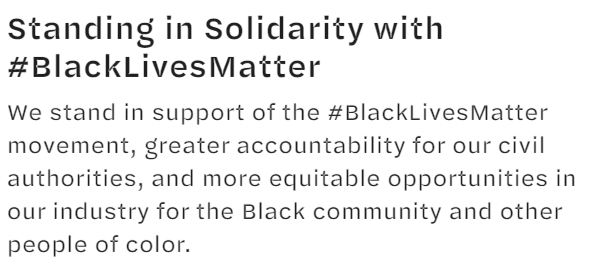 Standing in Solidarity with
#BlackLivesMatter
We stand in support of the #BlackLivesMatter
movement, greater accountability for our civil
authorities, and more equitable opportunities in
our industry for the Black community and other
people of color.